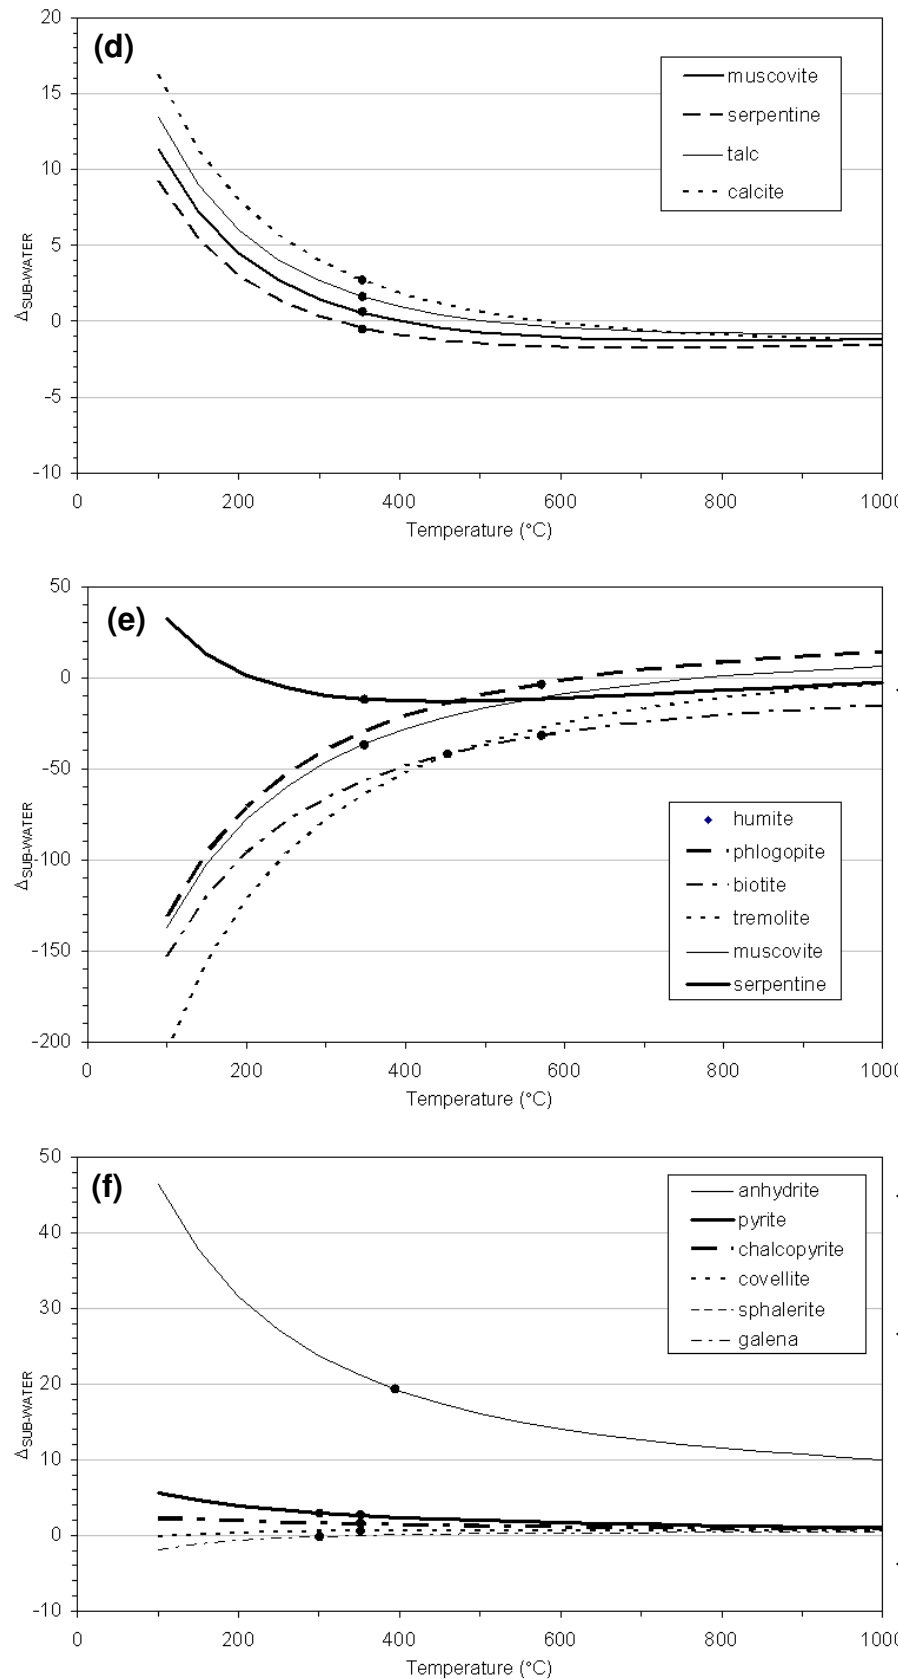 (d)
20
15
10
5
0
-5
-10
ΔSUB-WATER
muscovite
serpentine
talc
calcite
0
200
400
600
800
1000
Temperature (°C)
(e)
50
0
-50
-100
-150
-200
ΔSUB-WATER
humite
phlogopite
biotite
tremolite
muscovite
serpentine
0
200
400
600
800
1000
Temperature (°C)
(f)
50
40
30
20
10
0
-10
ΔSUB-WATER
anhydrite
pyrite
chalcopyrite
covellite
sphalerite
galena
0
200
400
600
800
1000
Temperature (°C)